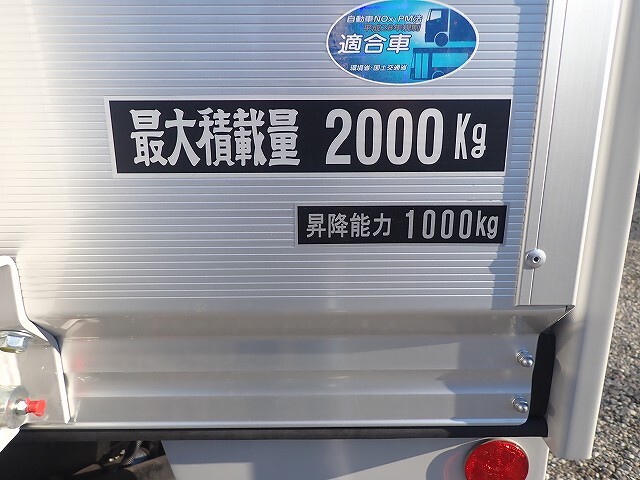 自動車NOx・PM法
適合車
環境省・国土交通省
最大積載量 2000Kg
昇降能力 1000kg